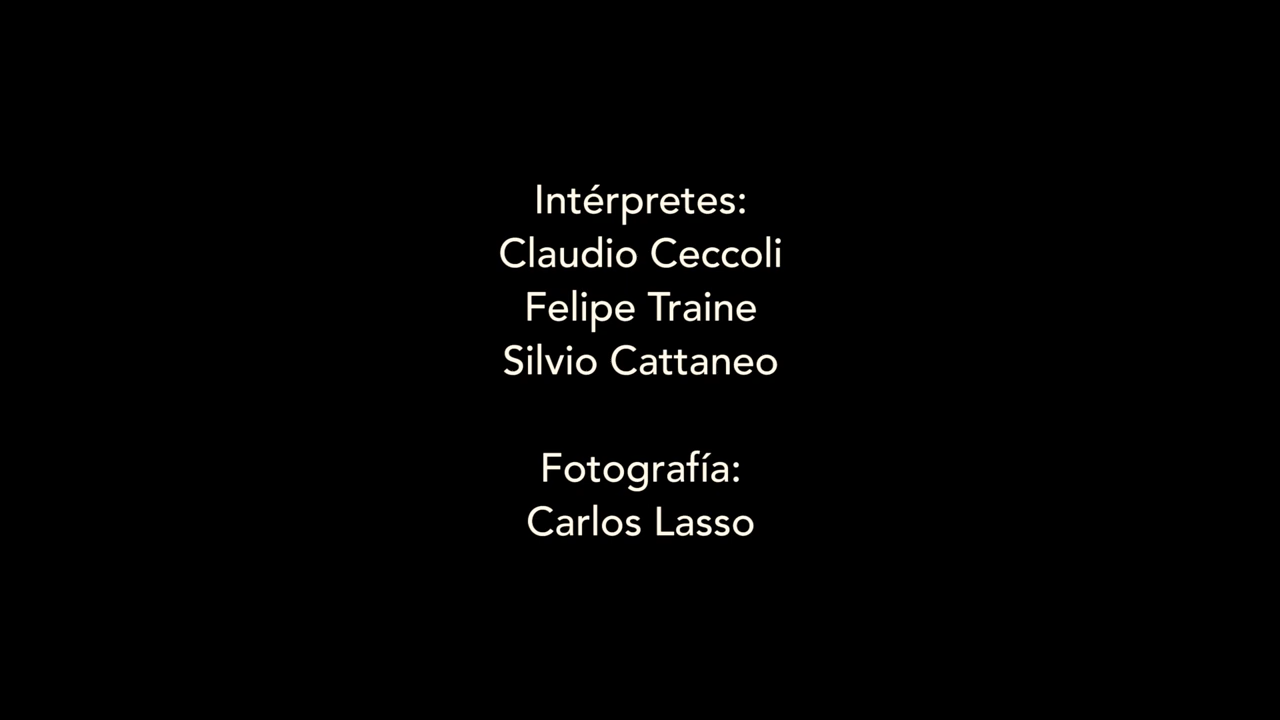 Intérpretes:
Claudio Ceccoli
Felipe Traine
Silvio Cattaneo
Fotografía:
Carlos Lasso